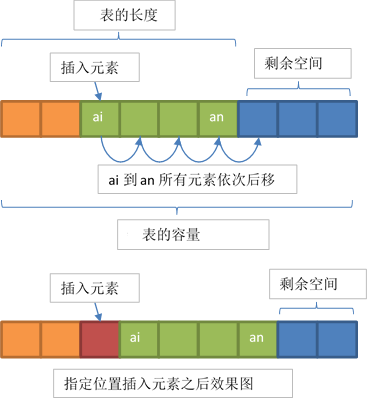 表的长度
插入元素
剩余空间
ai
an
ai 到 an 所有元素依次后移
表的容量
插入元素
剩余空间
ai
an
指定位置插入元素之后效果图